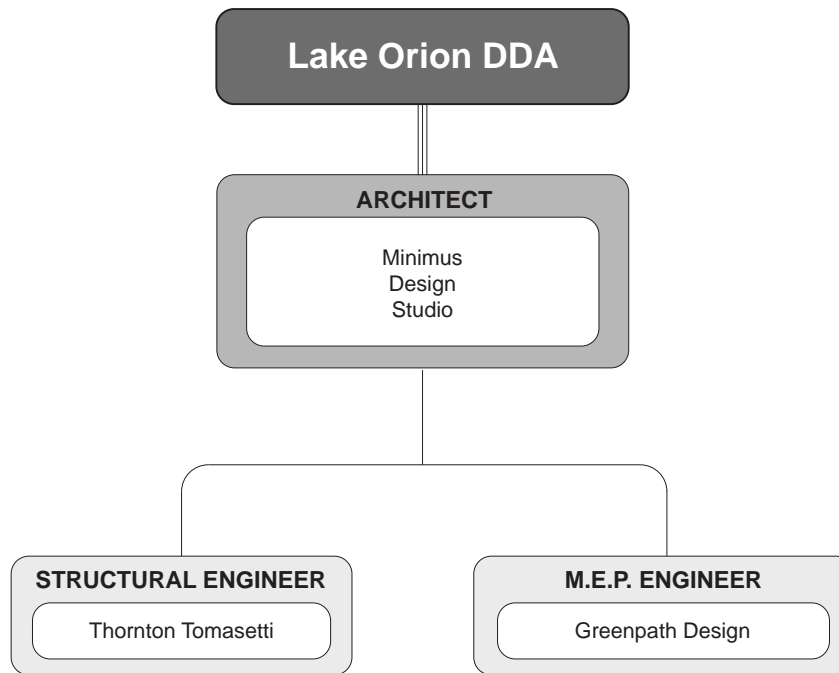 Lake Orion DDA
ARCHITECT
Minimus
Design
Studio
STRUCTURAL ENGINEER
Thornton Tomasetti
M.E.P. ENGINEER
Greenpath Design